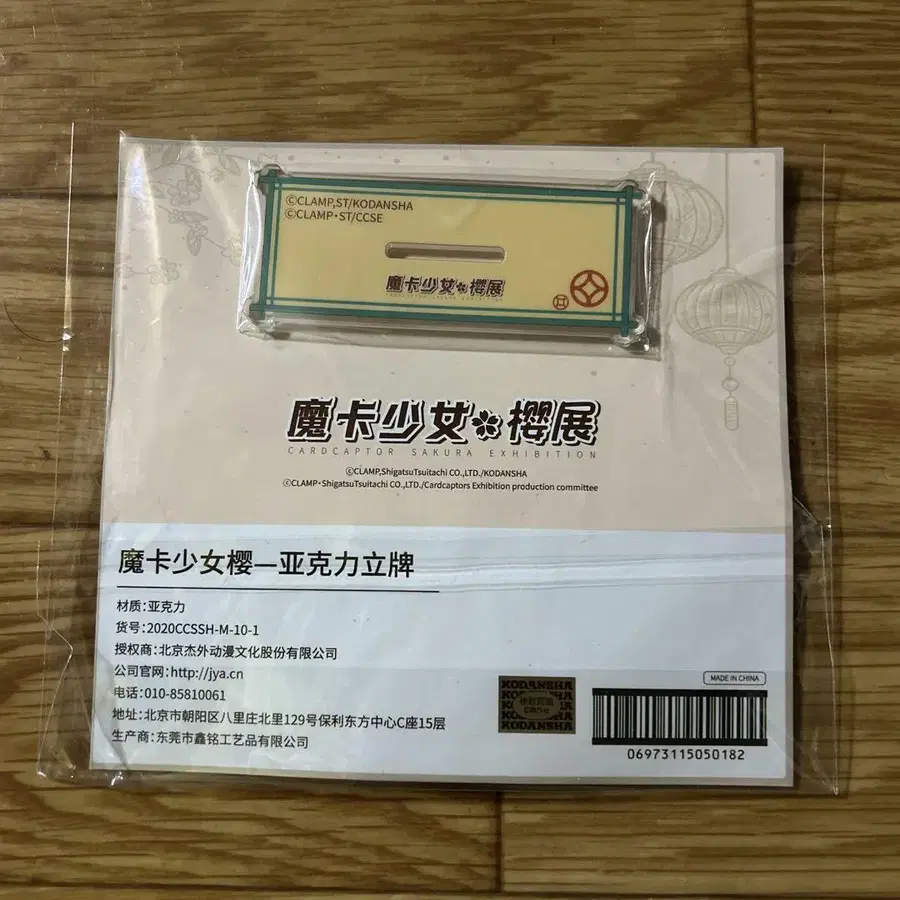 ©CLAMP,ST/KODANSHA
©CLAMP・ST/CCSE
魔卡少女櫻展
CARDCAPTOR SAKURA EXHIBITION
魔卡少女櫻展
CARDCAPTOR SAKURA EXHIBITION
©CLAMP,ShigatsuTsuitachi CO.,LTD./KODANSHA
©CLAMP・ShigatsuTsuitachi CO.,LTD./Cardcaptors Exhibition production committee
魔卡少女樱—亚克力立牌
材质:亚克力
货号:2020CCSSH-M-10-1
授权商:北京杰外动漫文化股份有限公司
公司官网:http://jya.cn
电话:010-85810061
地址:北京市朝阳区八里庄北里129号保利东方中心C座15层
生产商:东莞市鑫铭工艺品有限公司
MADE IN CHINA
KODANSHA
KODANSHA
06973115050182